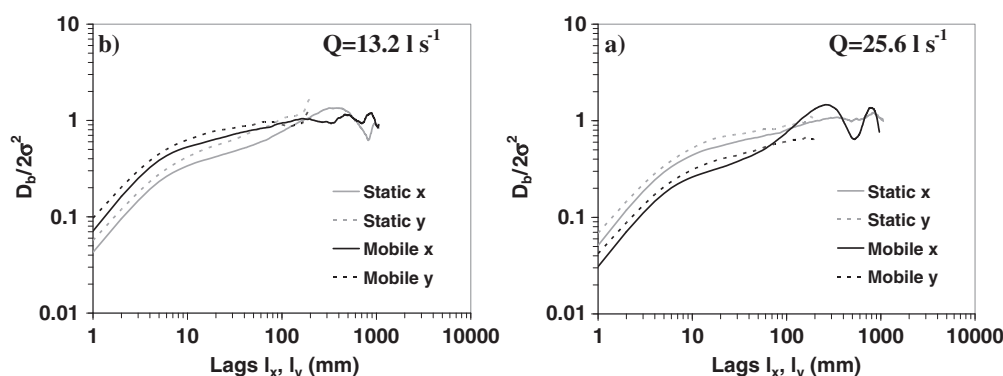 b) Q=13.2 l s⁻¹
10
1
0.1
0.01
D_b/2σ²
Static x
Static y
Mobile x
Mobile y
1 10 100 1000 10000
Lags l_x, l_y (mm)
a) Q=25.6 l s⁻¹
10
1
0.1
0.01
D_b/2σ²
Static x
Static y
Mobile x
Mobile y
1 10 100 1000 10000
Lags l_x, l_y (mm)